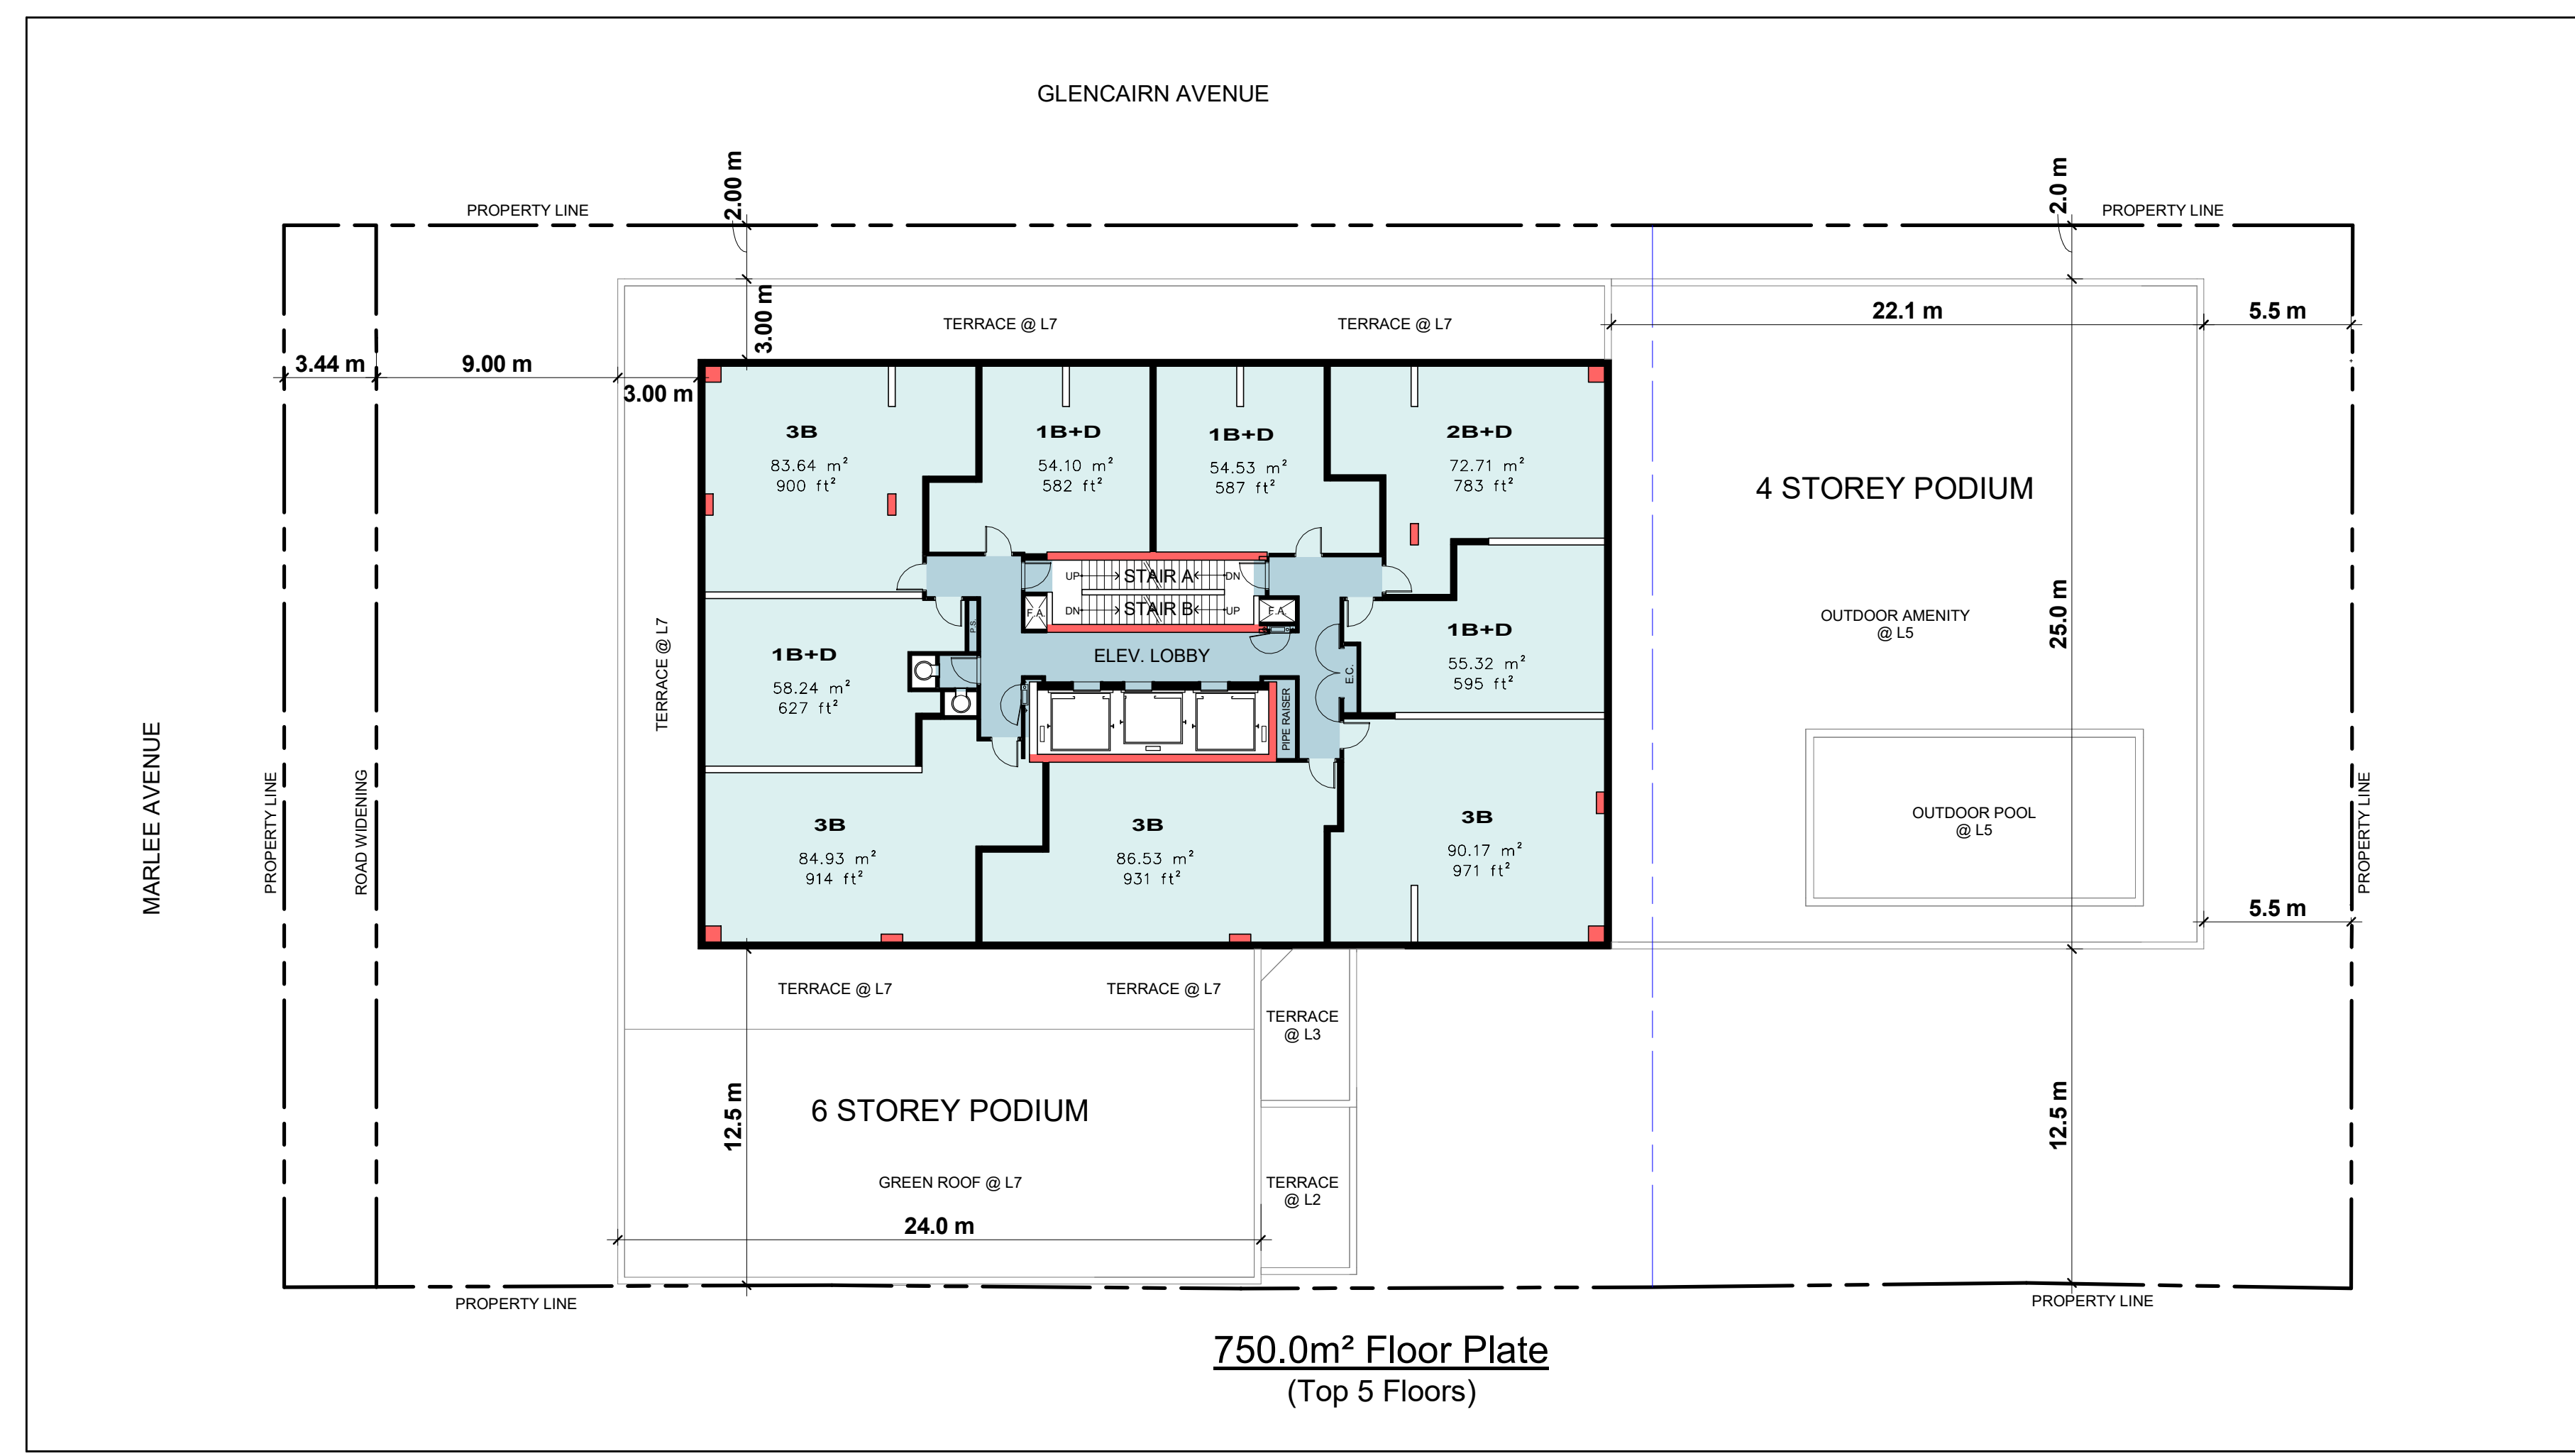 GLENCAIRN AVENUE
2.00 m
2.0 m
PROPERTY LINE
PROPERTY LINE
3.00 m
TERRACE @ L7
TERRACE @ L7
22.1 m
5.5 m
3.44 m
9.00 m
3.00 m
3B
83.64 m²
900 ft²
1B+D
54.10 m²
582 ft²
1B+D
54.53 m²
587 ft²
2B+D
72.71 m²
783 ft²
4 STOREY PODIUM
UP
STAIR A
DN
F.A.
DN
STAIR B
UP
F.A.
P.S.
ELEV. LOBBY
E.C.
PIPE RAISER
TERRACE @ L7
1B+D
58.24 m²
627 ft²
1B+D
55.32 m²
595 ft²
OUTDOOR AMENITY
@ L5
25.0 m
MARLEE AVENUE
PROPERTY LINE
ROAD WIDENING
3B
84.93 m²
914 ft²
3B
86.53 m²
931 ft²
3B
90.17 m²
971 ft²
OUTDOOR POOL
@ L5
PROPERTY LINE
5.5 m
TERRACE @ L7
TERRACE @ L7
TERRACE
@ L3
12.5 m
6 STOREY PODIUM
12.5 m
GREEN ROOF @ L7
TERRACE
@ L2
24.0 m
PROPERTY LINE
PROPERTY LINE
750.0m² Floor Plate
(Top 5 Floors)